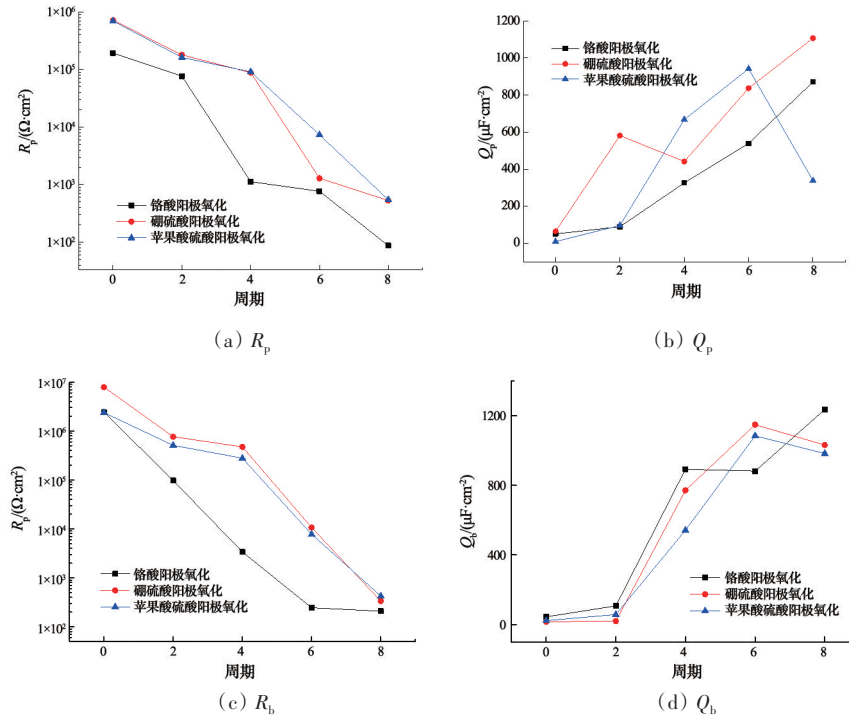 1×10⁶
1×10⁵
1×10⁴
1×10³
1×10²
Rp/(Ω·cm²)
铬酸阳极氧化
硼硫酸阳极氧化
苹果酸硫酸阳极氧化
0 2 4 6 8
周期
(a) Rp
1200
1000
800
600
400
200
0
Qp/(μF·cm⁻²)
铬酸阳极氧化
硼硫酸阳极氧化
苹果酸硫酸阳极氧化
0 2 4 6 8
周期
(b) Qp
1×10⁷
1×10⁶
1×10⁵
1×10⁴
1×10³
1×10²
Rp/(Ω·cm²)
铬酸阳极氧化
硼硫酸阳极氧化
苹果酸硫酸阳极氧化
0 2 4 6 8
周期
(c) Rb
1200
800
400
0
Qb/(μF·cm⁻²)
铬酸阳极氧化
硼硫酸阳极氧化
苹果酸硫酸阳极氧化
0 2 4 6 8
周期
(d) Qb